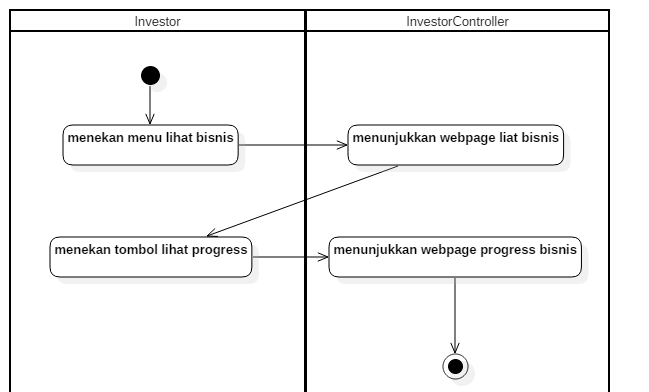 Investor
InvestorController
menekan menu lihat bisnis
menunjukkan webpage liat bisnis
menekan tombol lihat progress
menunjukkan webpage progress bisnis